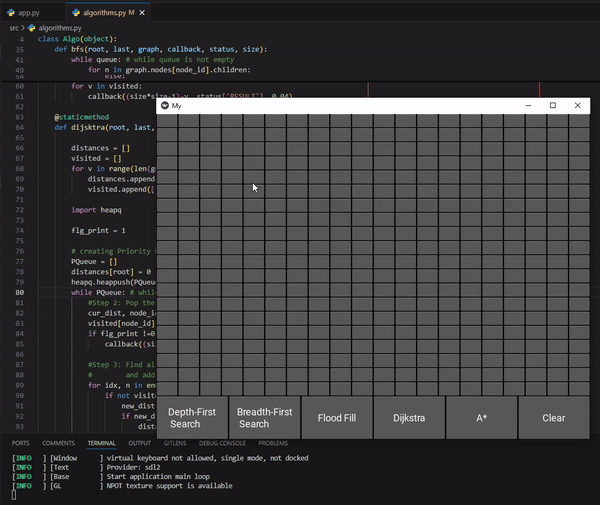 app.py
algorithms.py M ×
src > algorithms.py
4 class Algo(object):
35 def bfs(root, last, graph, callback, status, size):
41 while queue: # while queue is not empty
49 for n in graph.nodes[node_id].children:
54 else:
60 for v in visited:
61 callback((size*size-1)-v, status['RESULT'], 0.04)
62
63 @staticmethod
64 def dijsktra(root, last,
65
66 distances = []
67 visited = []
68 for v in range(len(g
69 distances.append
70 visited.append([
71
72 import heapq
73
74 flg_print = 1
75
76 # creating Priority
77 PQueue = []
78 distances[root] = 0
79 heapq.heappush(PQueu
80 while PQueue: # whil
81 #Step 2: Pop the
82 cur_dist, node_i
83 visited[node_id]
84 if flg_print !=0
85 callback((si
86
87 #Step 3: Find al
88 # and add
89 for idx, n in en
90 if not visite
91 new_dist
92 if new_di
93 dist
My
Depth-First Search
Breadth-First Search
Flood Fill
Dijkstra
A*
Clear
PORTS COMMENTS TERMINAL OUTPUT GITLENS DEBUG CONSOLE PROBLEMS
[INFO ] [Window ] virtual keyboard not allowed, single mode, not docked
[INFO ] [Text ] Provider: sdl2
[INFO ] [Base ] Start application main loop
[INFO ] [GL ] NPOT texture support is available